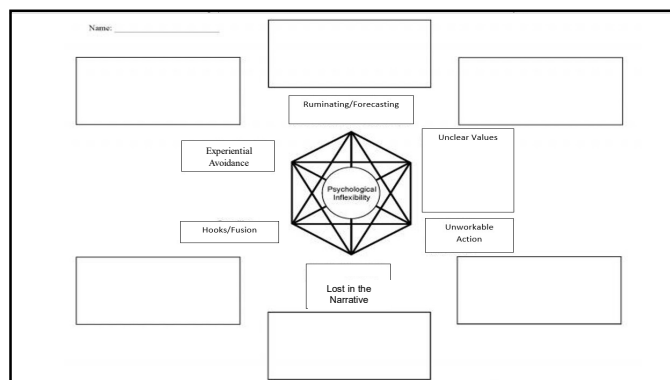 Name:
Ruminating/Forecasting
Unclear Values
Experiential
Avoidance
Psychological
Inflexibility
Hooks/Fusion
Unworkable
Action
Lost in the
Narrative